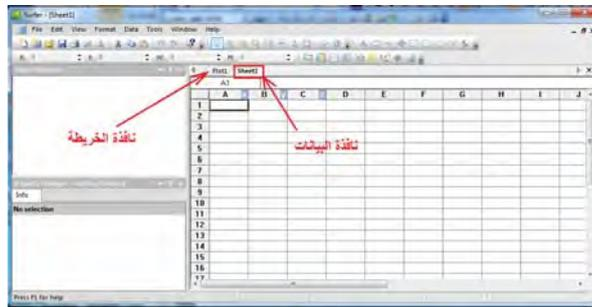 Surfer - [Sheet1]
File Edit View Format Data Tools Window Help
Plot1 Sheet1
A1
A B C D E F G H I J
1
2
3
4
5
6
7
8
9
10
11
12
13
14
15
16
17
نافذة الخريطة
نافذة البيانات
Info
No selection
Press F1 for help